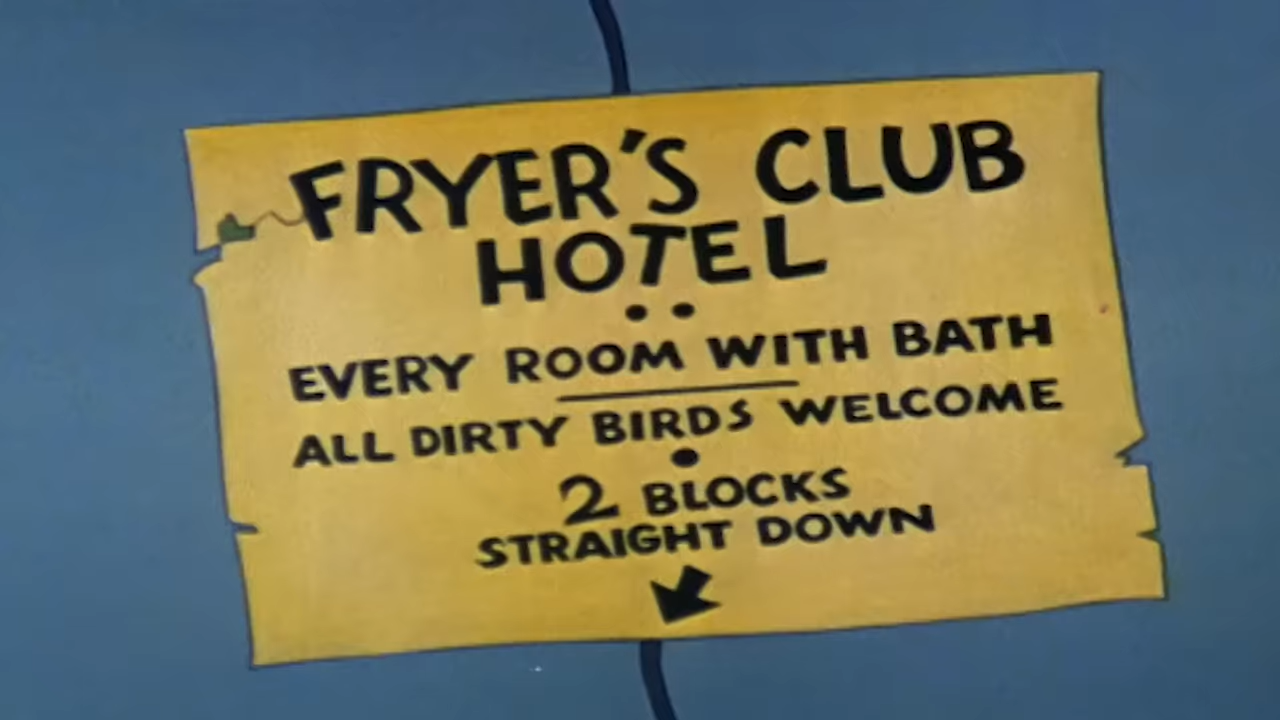 FRYER'S CLUB
HOTEL
EVERY ROOM WITH BATH
ALL DIRTY BIRDS WELCOME
2 BLOCKS
STRAIGHT DOWN